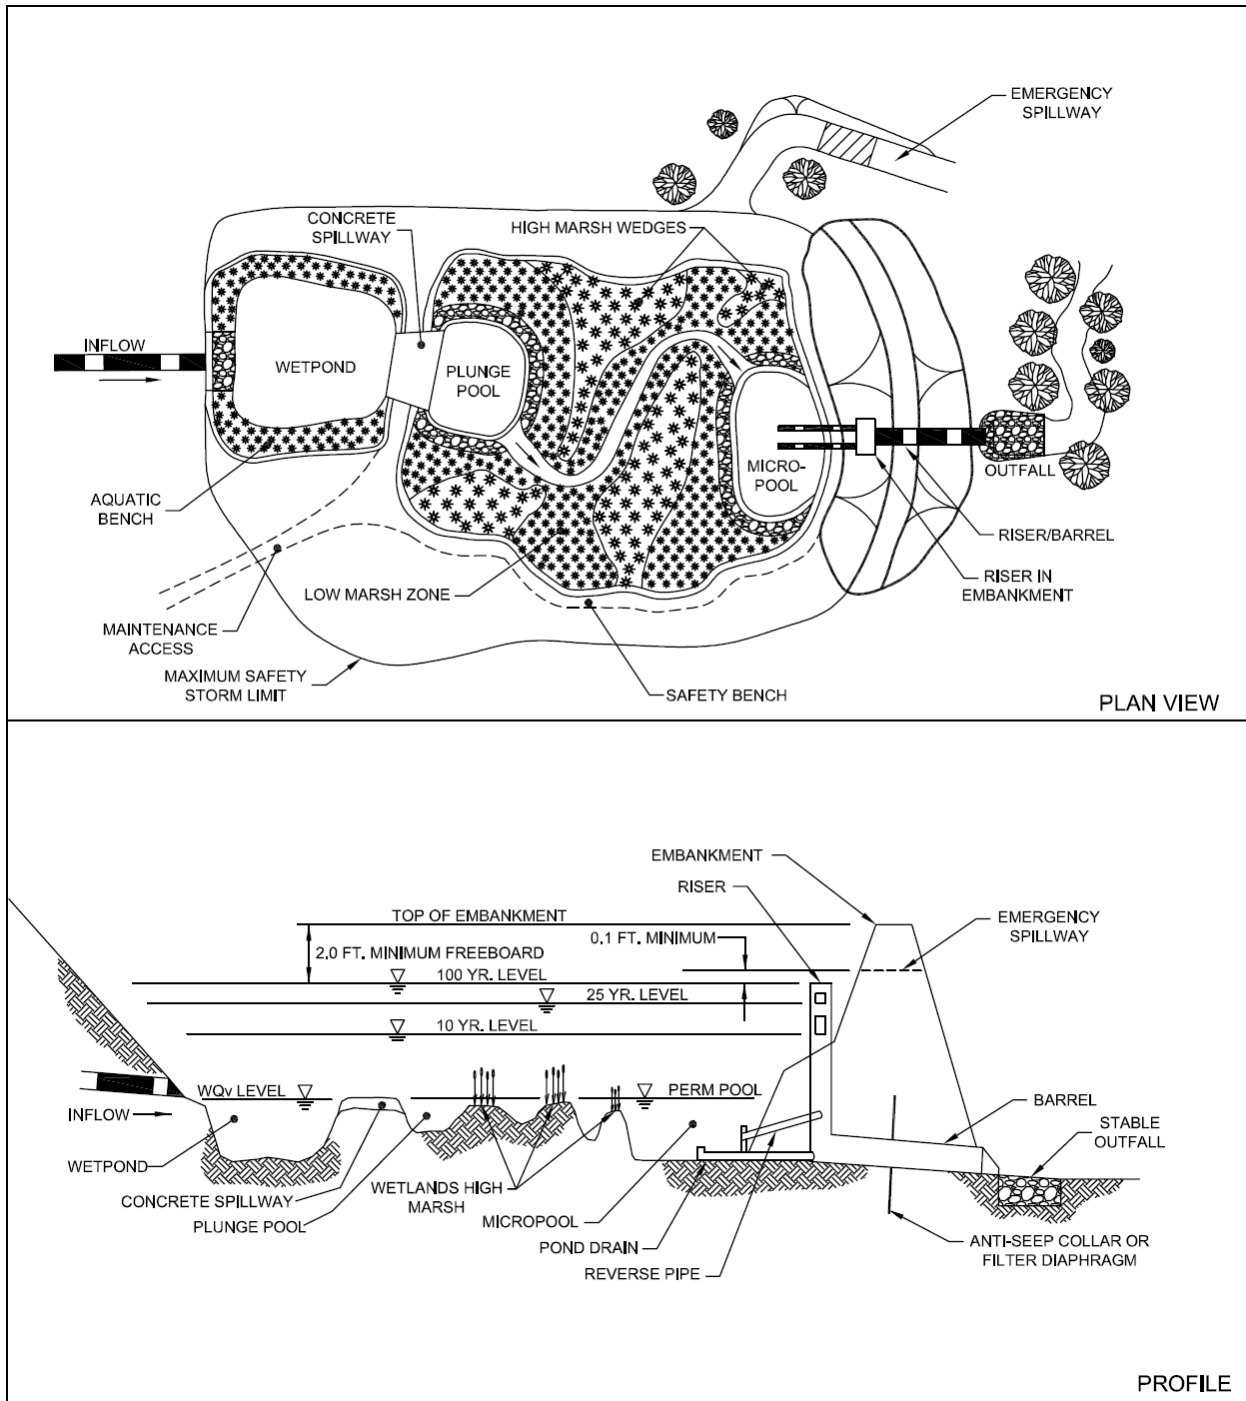 EMERGENCY
SPILLWAY
CONCRETE
SPILLWAY
HIGH MARSH WEDGES
INFLOW
WETPOND
PLUNGE
POOL
MICRO-
POOL
OUTFALL
AQUATIC
BENCH
RISER/BARREL
RISER IN
EMBANKMENT
LOW MARSH ZONE
MAINTENANCE
ACCESS
MAXIMUM SAFETY
STORM LIMIT
SAFETY BENCH
PLAN VIEW
EMBANKMENT
RISER
TOP OF EMBANKMENT
EMERGENCY
SPILLWAY
0.1 FT. MINIMUM
2.0 FT. MINIMUM FREEBOARD
100 YR. LEVEL
25 YR. LEVEL
10 YR. LEVEL
WQv LEVEL
PERM POOL
INFLOW
BARREL
STABLE
OUTFALL
WETPOND
CONCRETE SPILLWAY
PLUNGE POOL
WETLANDS HIGH
MARSH
MICROPOOL
POND DRAIN
REVERSE PIPE
ANTI-SEEP COLLAR OR
FILTER DIAPHRAGM
PROFILE